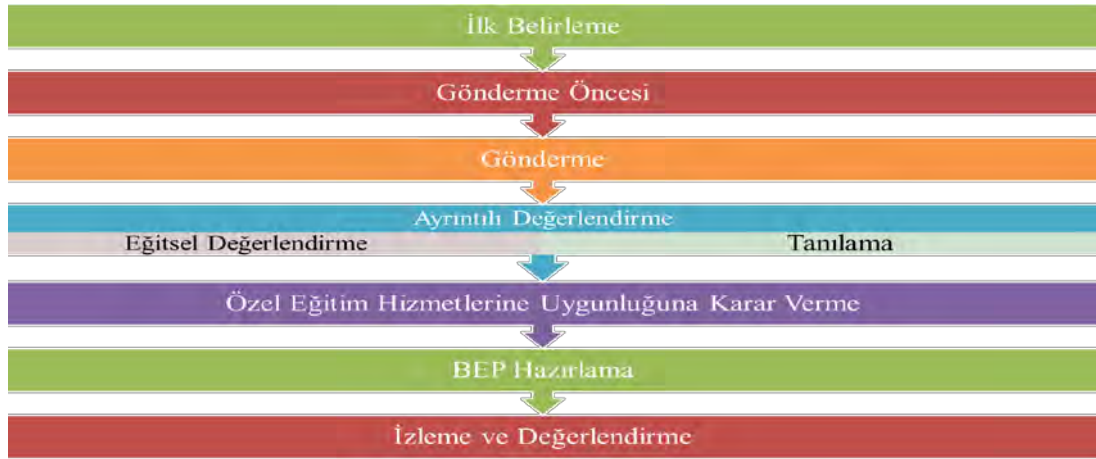 İlk Belirleme
Gönderme Öncesi
Gönderme
Ayrıntılı Değerlendirme
Eğitsel Değerlendirme
Tanılama
Özel Eğitim Hizmetlerine Uygunluğuna Karar Verme
BEP Hazırlama
İzleme ve Değerlendirme